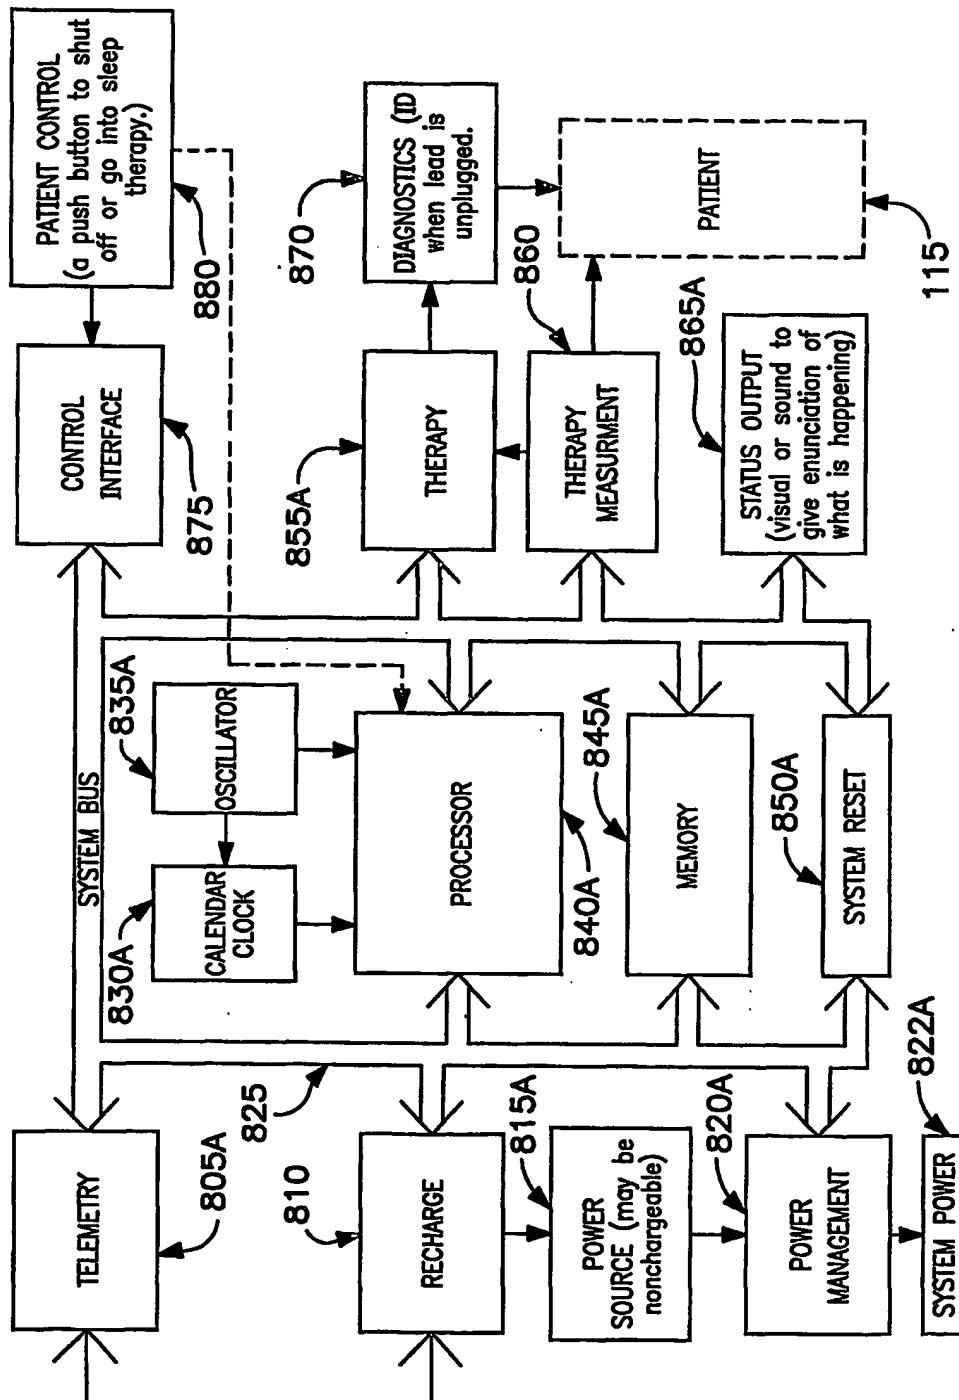 TELEMETRY
805A
SYSTEM BUS
825
CONTROL
INTERFACE
875
PATIENT CONTROL
(a push button to shut
off or go into sleep
therapy.)
880
830A
CALENDAR
CLOCK
835A
OSCILLATOR
810
RECHARGE
815A
POWER
SOURCE (may be
nonchargeable)
820A
POWER
MANAGEMENT
822A
SYSTEM POWER
PROCESSOR
840A
845A
MEMORY
850A
SYSTEM RESET
855A
THERAPY
860
THERAPY
MEASURMENT
865A
STATUS OUTPUT
(visual or sound to
give enunciation of
what is happening)
870
DIAGNOSTICS (ID
when lead is
unplugged.
PATIENT
115